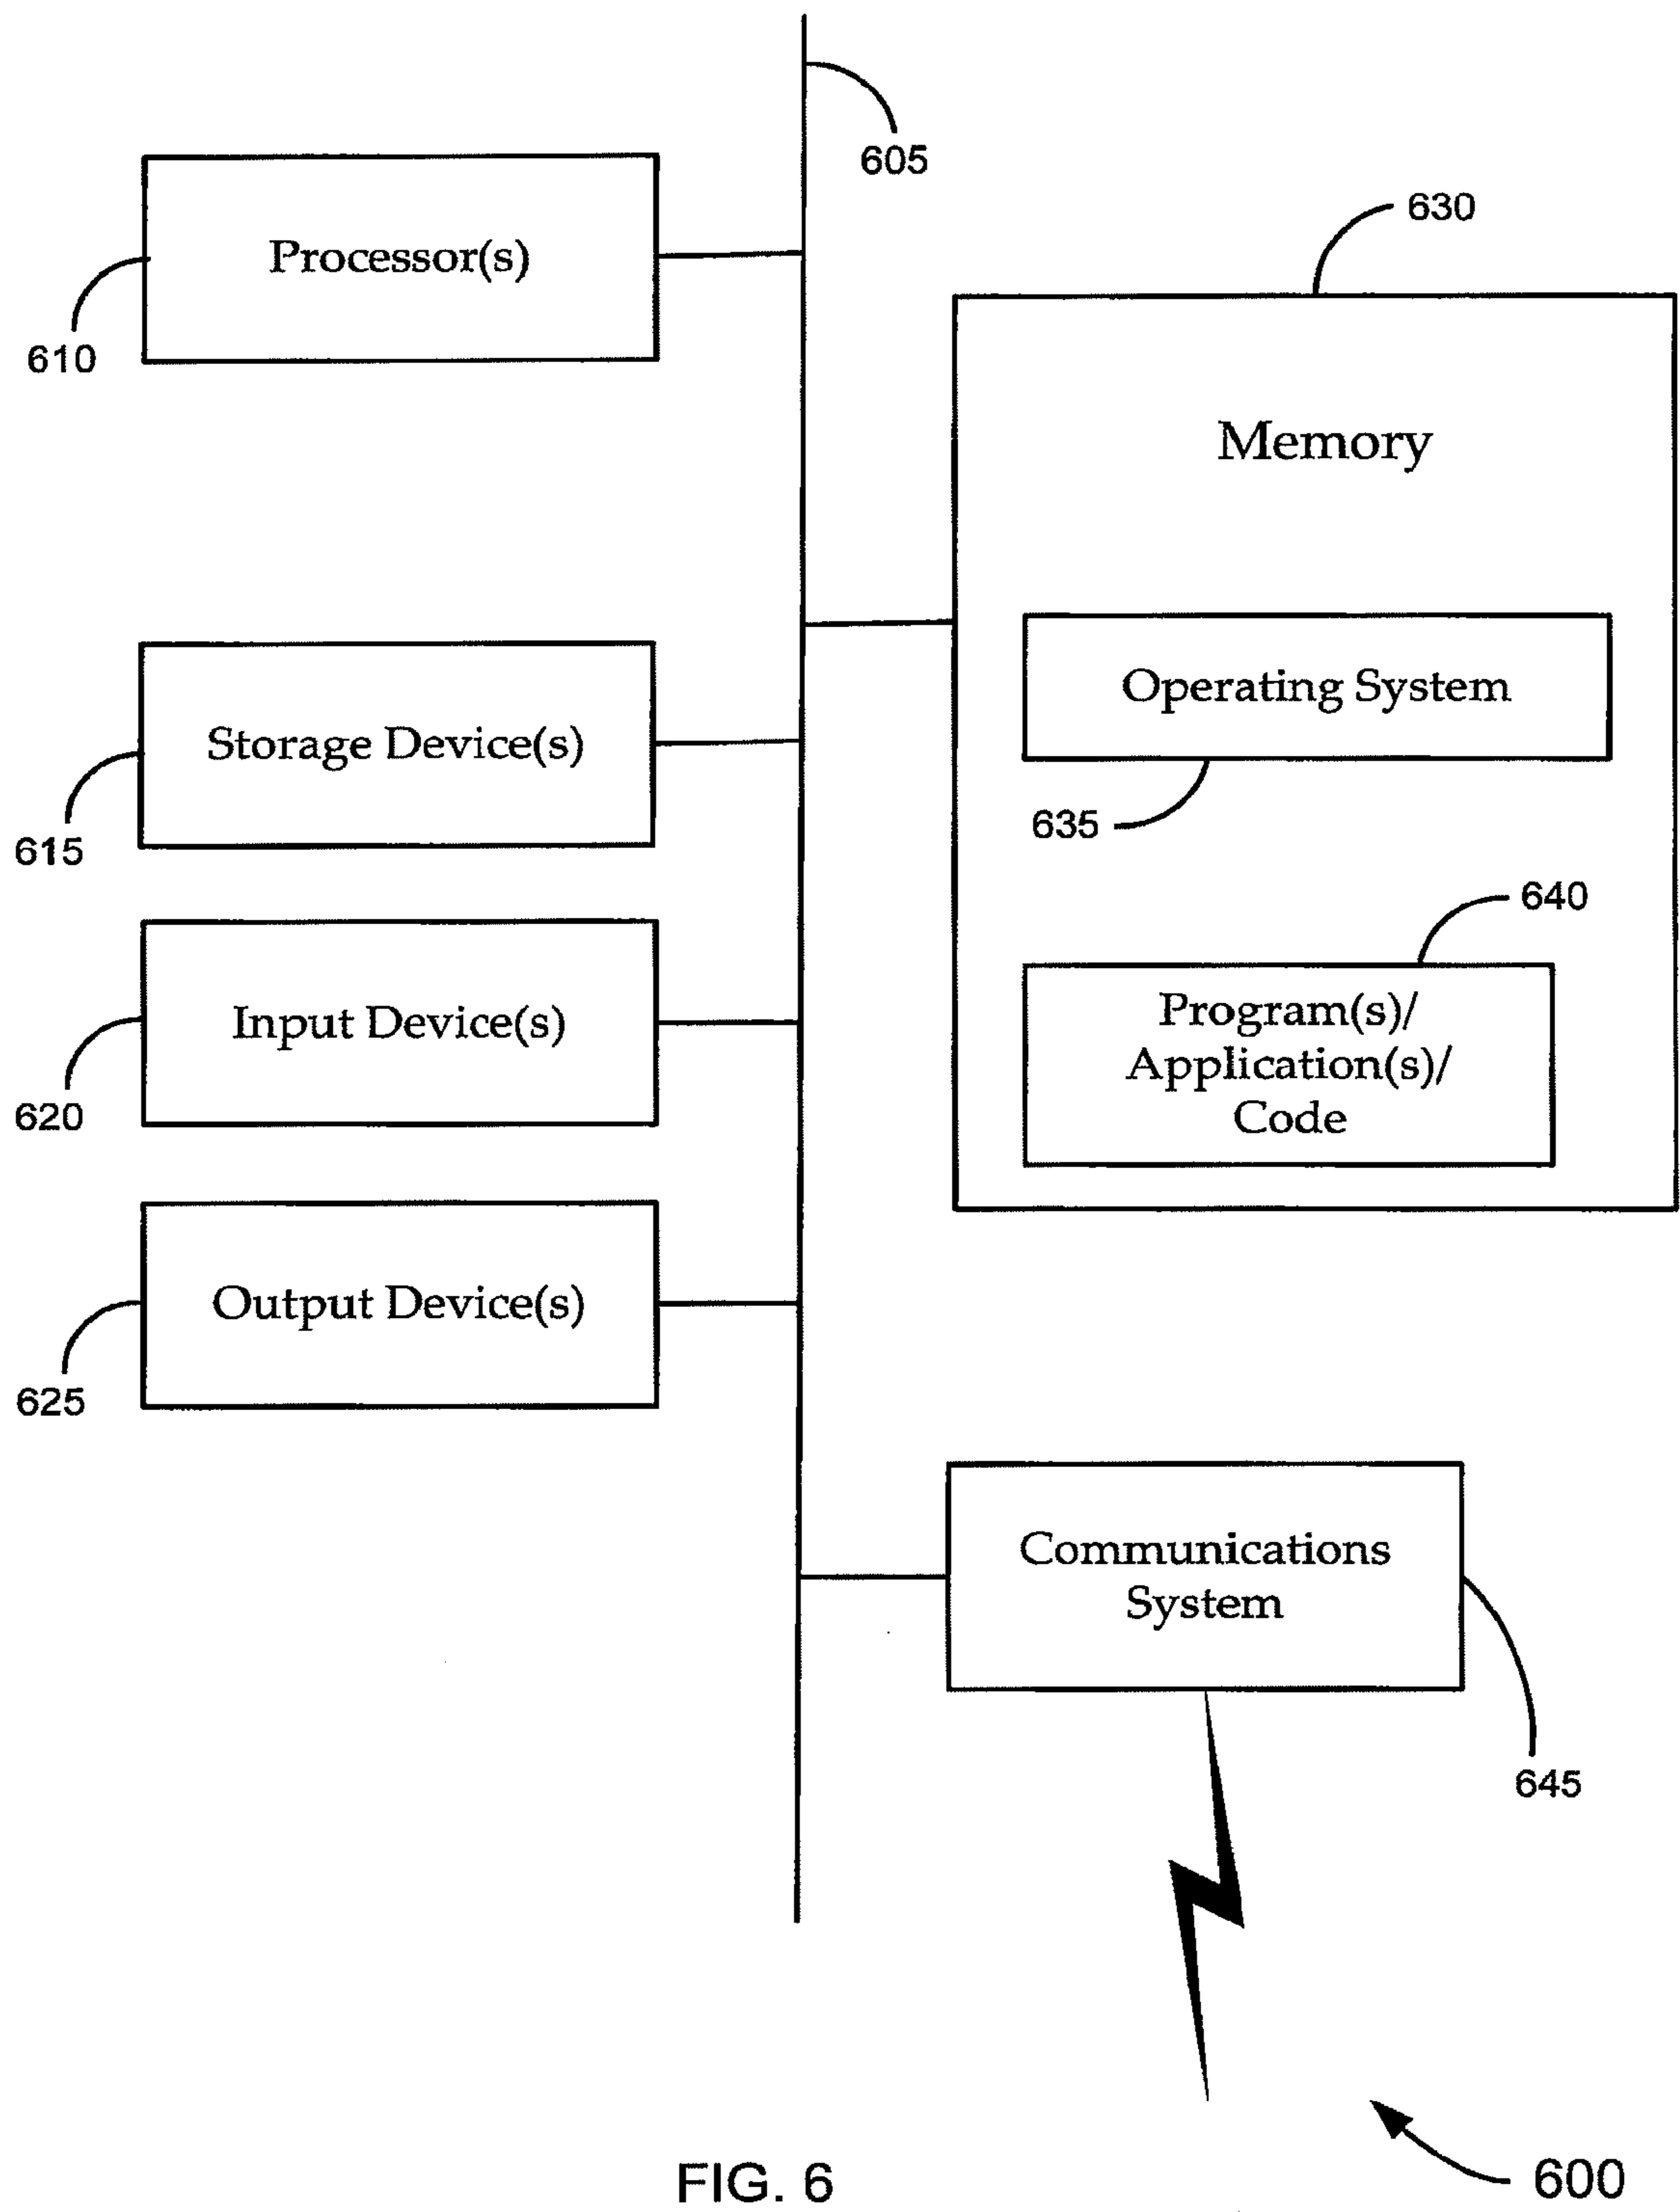 605
Processor(s)
610
630
Memory
Storage Device(s)
615
Operating System
635
Input Device(s)
620
640
Program(s)/
Application(s)/
Code
Output Device(s)
625
Communications
System
645
FIG. 6
600